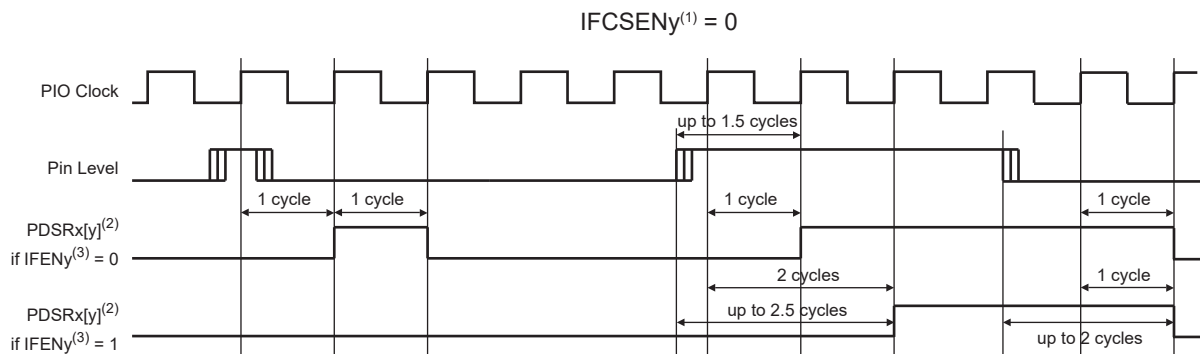 IFCSENy(1) = 0
PIO Clock
up to 1.5 cycles
Pin Level
1 cycle 1 cycle 1 cycle 1 cycle
PDSRx[y](2)
if IFENy(3) = 0
2 cycles 1 cycle
PDSRx[y](2)
up to 2.5 cycles up to 2 cycles
if IFENy(3) = 1